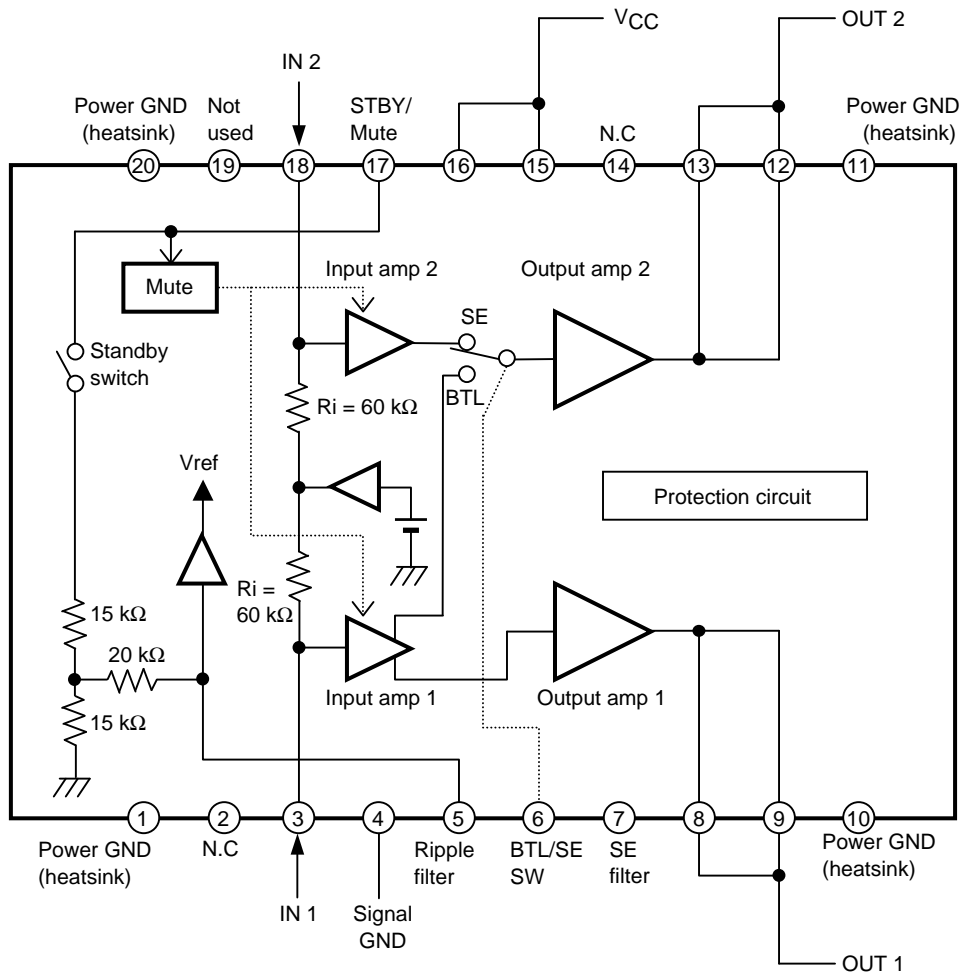 VCC
OUT 2
IN 2
Power GND
(heatsink)
Not
used
STBY/
Mute
N.C
Power GND
(heatsink)
20
19
18
17
16
15
14
13
12
11
Mute
Input amp 2
Output amp 2
SE
BTL
Standby
switch
Ri = 60 kΩ
Vref
Protection circuit
Ri =
60 kΩ
15 kΩ
20 kΩ
15 kΩ
Input amp 1
Output amp 1
1
2
3
4
5
6
7
8
9
10
Power GND
(heatsink)
N.C
Ripple
filter
BTL/SE
SW
SE
filter
Power GND
(heatsink)
IN 1
Signal
GND
OUT 1